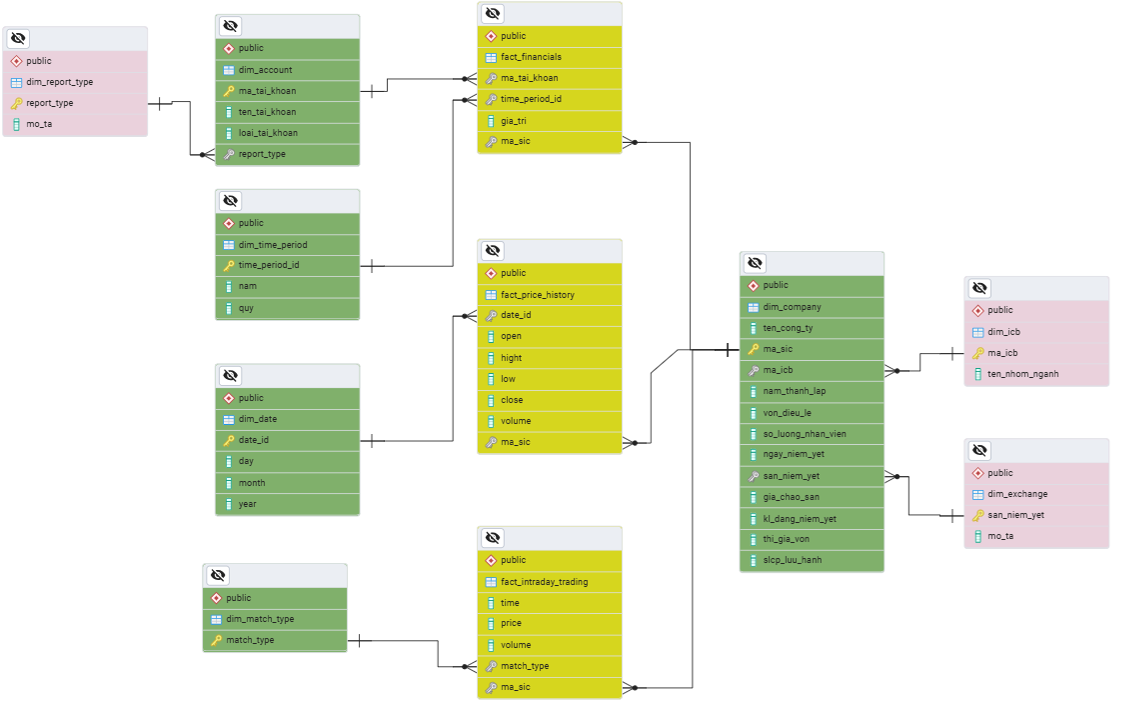 public
dim_report_type
report_type
mo_ta
public
dim_account
ma_tai_khoan
ten_tai_khoan
loai_tai_khoan
report_type
public
fact_financials
ma_tai_khoan
time_period_id
gia_tri
ma_sic
public
dim_time_period
time_period_id
nam
quy
public
fact_price_history
date_id
open
hight
low
close
volume
ma_sic
public
dim_company
ten_cong_ty
ma_sic
ma_icb
nam_thanh_lap
von_dieu_le
so_luong_nhan_vien
ngay_niem_yet
san_niem_yet
gia_chao_san
kl_dang_niem_yet
thi_gia_von
slcp_luu_hanh
public
dim_icb
ma_icb
ten_nhom_nganh
public
dim_date
date_id
day
month
year
public
dim_exchange
san_niem_yet
mo_ta
public
dim_match_type
match_type
public
fact_intraday_trading
time
price
volume
match_type
ma_sic